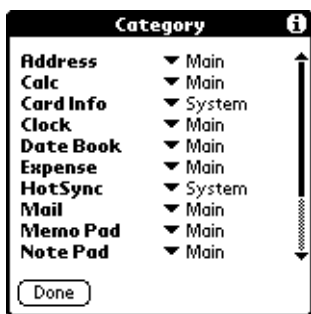 Category
Address Main
Calc Main
Card Info System
Clock Main
Date Book Main
Expense Main
HotSync System
Mail Main
Memo Pad Main
Note Pad Main
Done